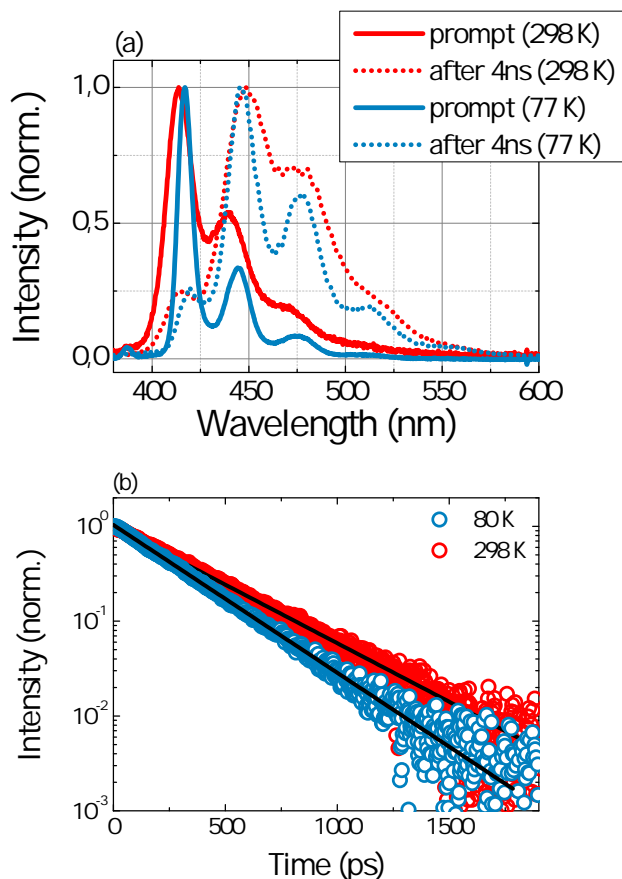 (a)
prompt (298 K)
after 4ns (298 K)
prompt (77 K)
after 4ns (77 K)
1,0
0,5
0,0
Intensity (norm.)
400 450 500 550 600
Wavelength (nm)
(b)
80 K
298 K
10^0
10^-1
10^-2
10^-3
Intensity (norm.)
0 500 1000 1500
Time (ps)